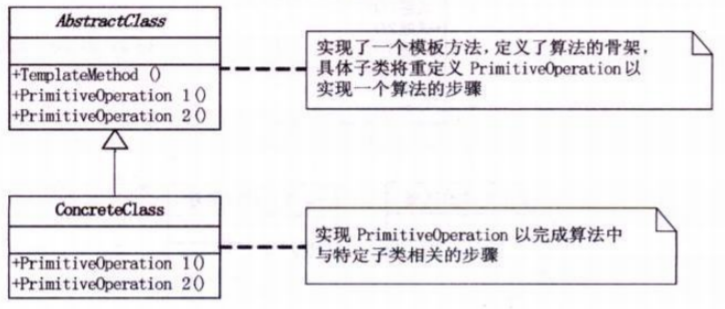 AbstractClass
+TemplateMethod ()
+PrimitiveOperation 1()
+PrimitiveOperation 2()
实现了一个模板方法，定义了算法的骨架，
具体子类将重定义 PrimitiveOperation 以
实现一个算法的步骤
ConcreteClass
+PrimitiveOperation 1()
+PrimitiveOperation 2()
实现 PrimitiveOperation 以完成算法中
与特定子类相关的步骤